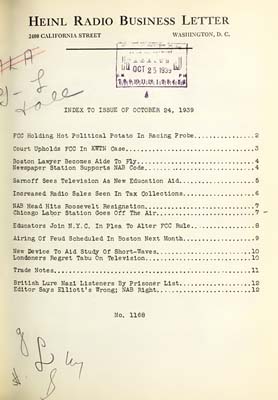 HEINL RADIO BUSINESS LETTER
2400 CALIFORNIA STREET WASHINGTON, D. C.
OCT 25 1939
INDEX TO ISSUE OF OCTOBER 24, 1939
FCC Holding Hot Political Potato In Racing Probe...............2
Court Upholds FCC In KWTN Case...............3
Boston Lawyer Becomes Aide To Fly...............4
Newspaper Station Supports NAB Code...............4
Sarnoff Sees Television As New Education Aid...............5
Increased Radio Sales Seen In Tax Collections...............6
NAB Head Hits Roosevelt Resignation...............7
Chicago Labor Station Goes Off The Air...............7
Educators Join N.Y.C. In Plea To Alter FCC Rule...............8
Airing Of Feud Scheduled In Boston Next Month...............9
New Device To Aid Study Of Short-Waves...............10
Londoners Regret Tabu On Television...............10
Trade Notes...............11
British Lure Nazi Listeners By Prisoner List...............12
Editor Says Elliott's Wrong; NAB Right...............12
No. 1168